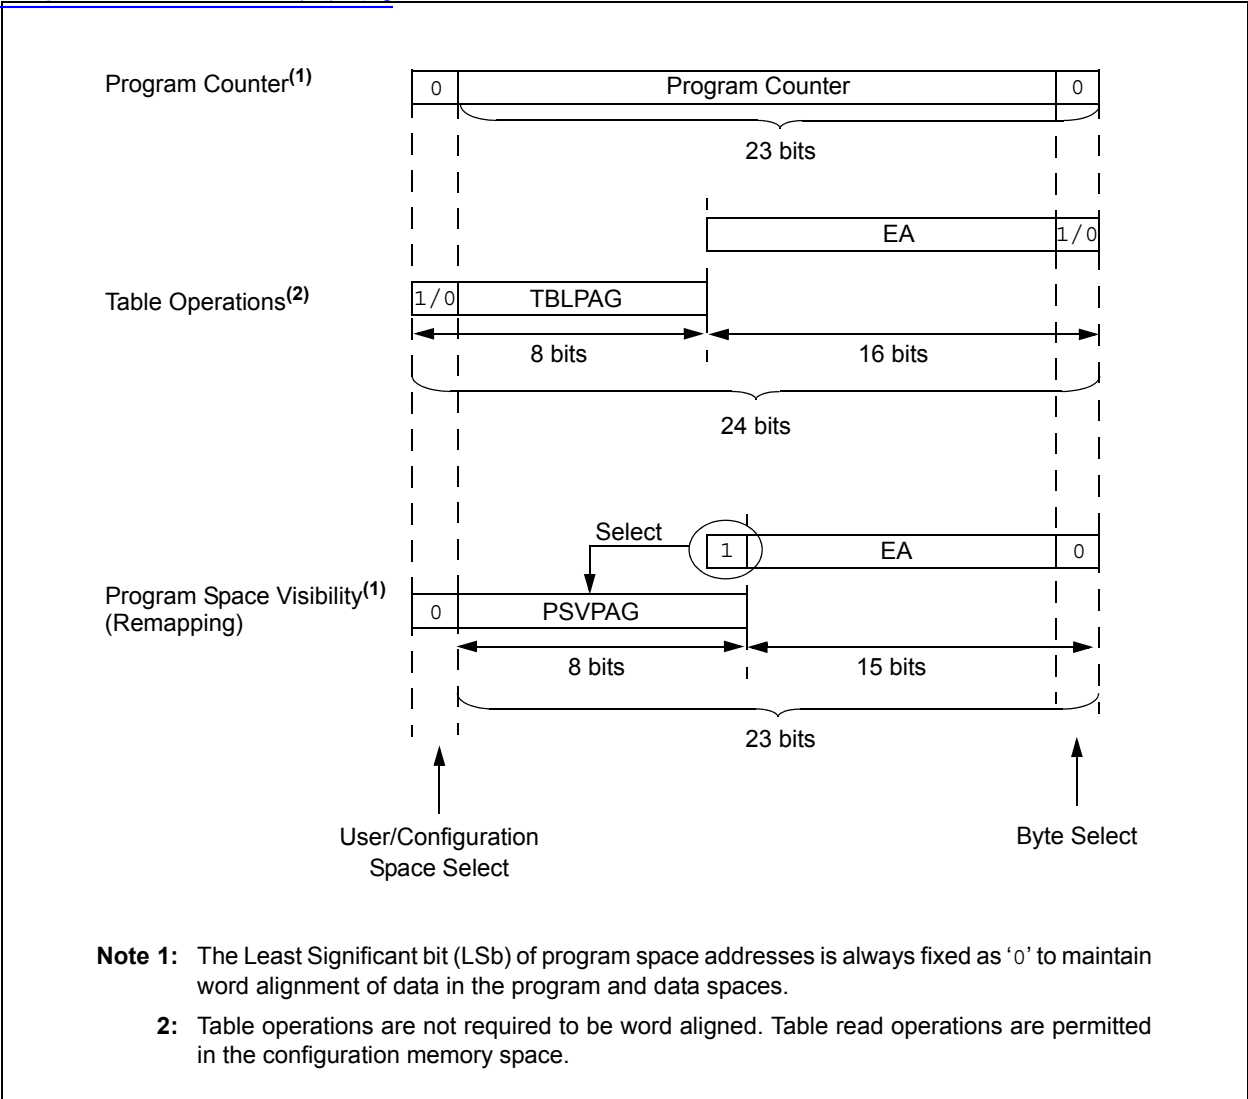 Program Counter(1)
0 Program Counter 0
23 bits
EA 1/0
Table Operations(2)
1/0 TBLPAG
8 bits 16 bits
24 bits
Select
1 EA 0
Program Space Visibility(1)
(Remapping)
0 PSVPAG
8 bits 15 bits
23 bits
User/Configuration
Space Select
Byte Select
Note 1: The Least Significant bit (LSb) of program space addresses is always fixed as ‘0’ to maintain
word alignment of data in the program and data spaces.
2: Table operations are not required to be word aligned. Table read operations are permitted
in the configuration memory space.